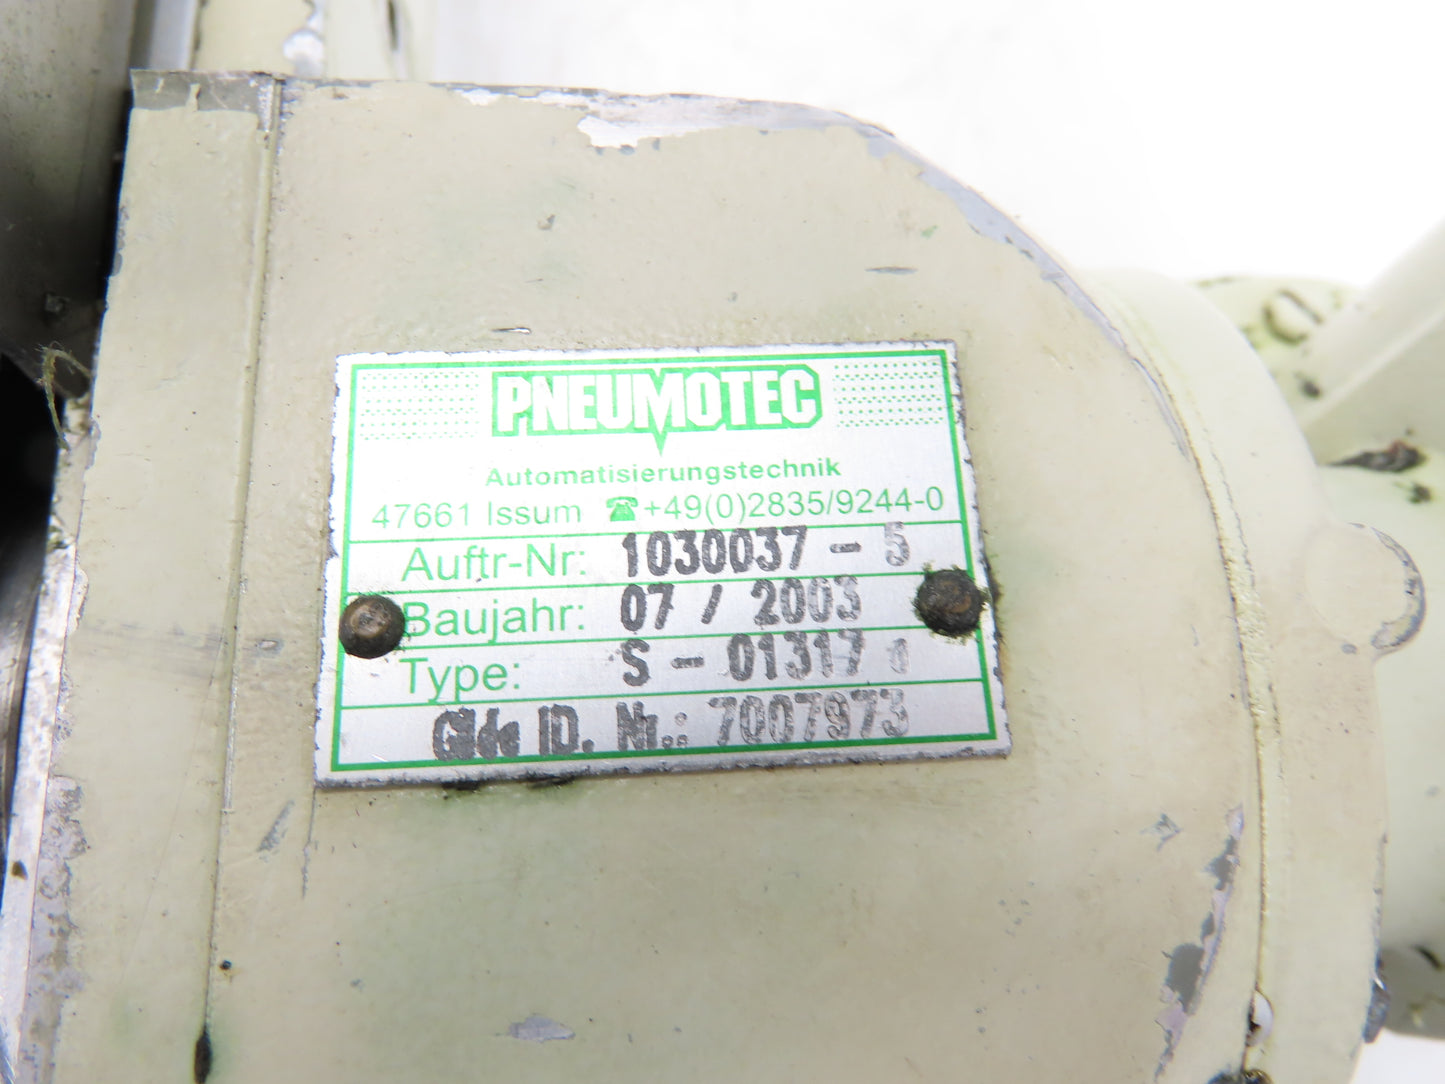 PNEUMOTEC
Automatisierungstechnik
47661 Issum ☎+49(0)2835/9244-0
Auftr-Nr: 1030037 - 5
Baujahr: 07 / 2003
Type: S - 01317
ID. Nr.: 7007973